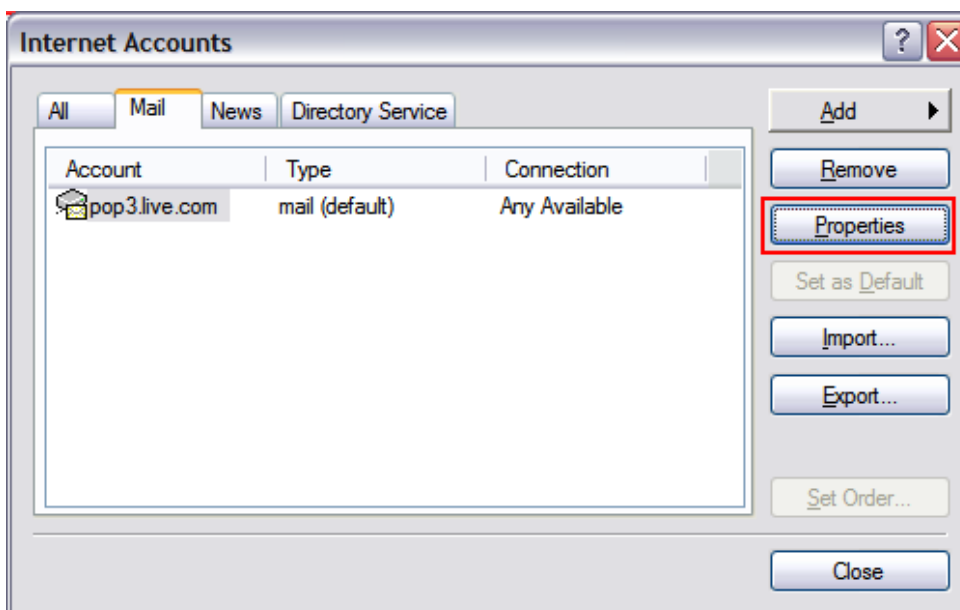 Internet Accounts
?
All Mail News Directory Service
Add
Account Type Connection
Remove
pop3.live.com mail (default) Any Available
Properties
Set as Default
Import...
Export...
Set Order...
Close